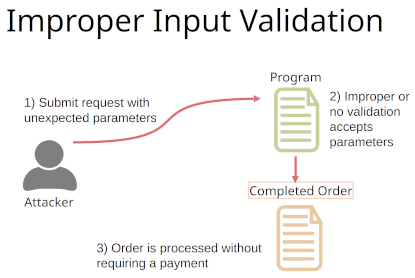 Improper Input Validation
Program
1) Submit request with
unexpected parameters
2) Improper or
no validation
accepts
parameters
Attacker
Completed Order
3) Order is processed without
requiring a payment